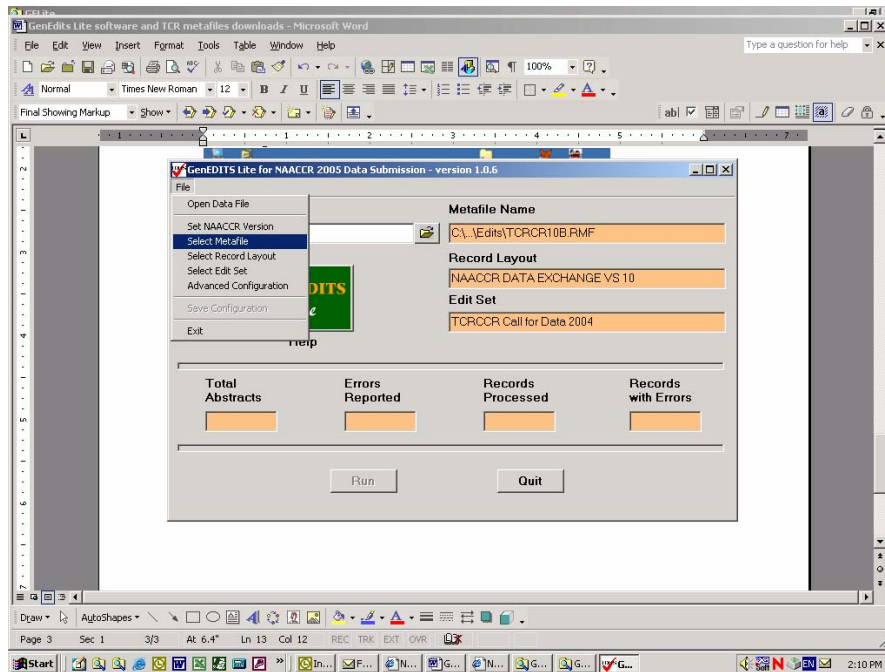 GenEdits Lite software and TCR metafiles downloads - Microsoft Word
File Edit View Insert Format Tools Table Window Help
Type a question for help
100%
Normal Times New Roman 12 B I U
Final Showing Markup Show
GenEDITS Lite for NAACCR 2005 Data Submission - version 1.0.6
File
Open Data File
Set NAACCR Version
Select Metafile
Select Record Layout
Select Edit Set
Advanced Configuration
Save Configuration
Exit
Metafile Name
C:\...\Edits\TCRCR10B.RMF
Record Layout
NAACCR DATA EXCHANGE VS 10
Edit Set
TCRCCR Call for Data 2004
DITS
e
Help
Total Abstracts
Errors Reported
Records Processed
Records with Errors
Run
Quit
Draw AutoShapes
Page 3 Sec 1 3/3 At 6.4" Ln 13 Col 12 REC TRK EXT OVR
Start
In... F... N... G... N... G... G... G...
EN
2:10 PM